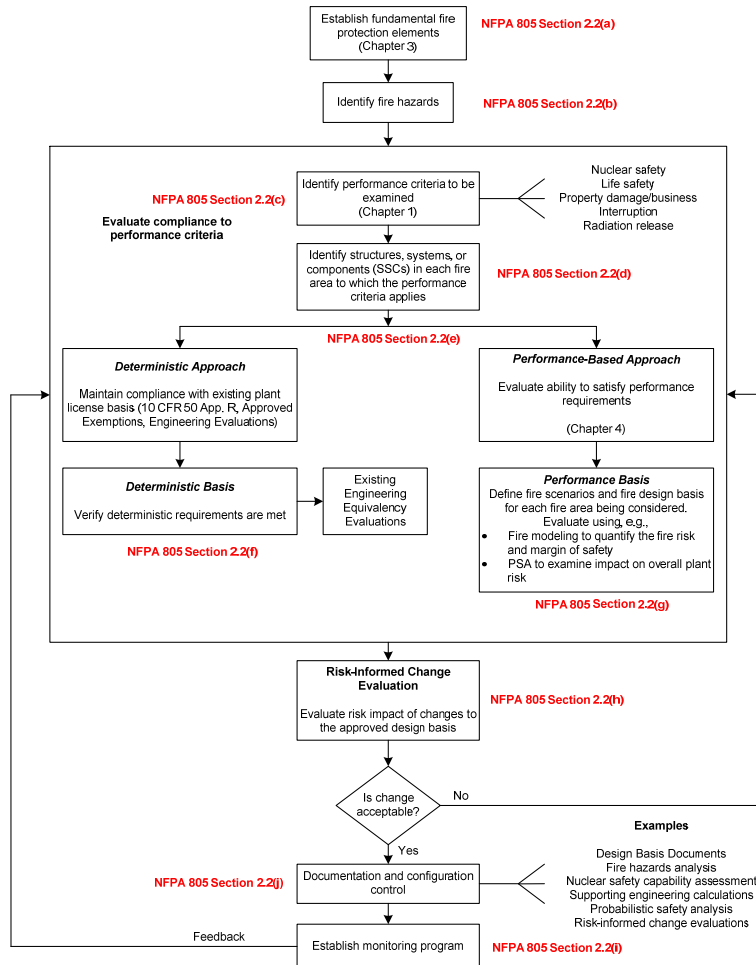 Establish fundamental fire
protection elements
(Chapter 3)
NFPA 805 Section 2.2(a)
Identify fire hazards
NFPA 805 Section 2.2(b)
NFPA 805 Section 2.2(c)
Identify performance criteria to be
examined
(Chapter 1)
Nuclear safety
Life safety
Property damage/business
Interruption
Radiation release
Evaluate compliance to
performance criteria
Identify structures, systems, or
components (SSCs) in each fire
area to which the performance
criteria applies
NFPA 805 Section 2.2(d)
NFPA 805 Section 2.2(e)
Deterministic Approach
Maintain compliance with existing plant
license basis (10 CFR 50 App. R, Approved
Exemptions, Engineering Evaluations)
Performance-Based Approach
Evaluate ability to satisfy performance
requirements
(Chapter 4)
Deterministic Basis
Verify deterministic requirements are met
Existing
Engineering
Equivalency
Evaluations
NFPA 805 Section 2.2(f)
Performance Basis
Define fire scenarios and fire design basis
for each fire area being considered.
Evaluate using, e.g.,
• Fire modeling to quantify the fire risk
and margin of safety
• PSA to examine impact on overall plant
risk
NFPA 805 Section 2.2(g)
Risk-Informed Change
Evaluation
Evaluate risk impact of changes to
the approved design basis
NFPA 805 Section 2.2(h)
Is change
acceptable?
No
Yes
Examples
Design Basis Documents
Fire hazards analysis
Nuclear safety capability assessment
Supporting engineering calculations
Probabilistic safety analysis
Risk-informed change evaluations
NFPA 805 Section 2.2(j)
Documentation and configuration
control
Feedback
Establish monitoring program
NFPA 805 Section 2.2(i)